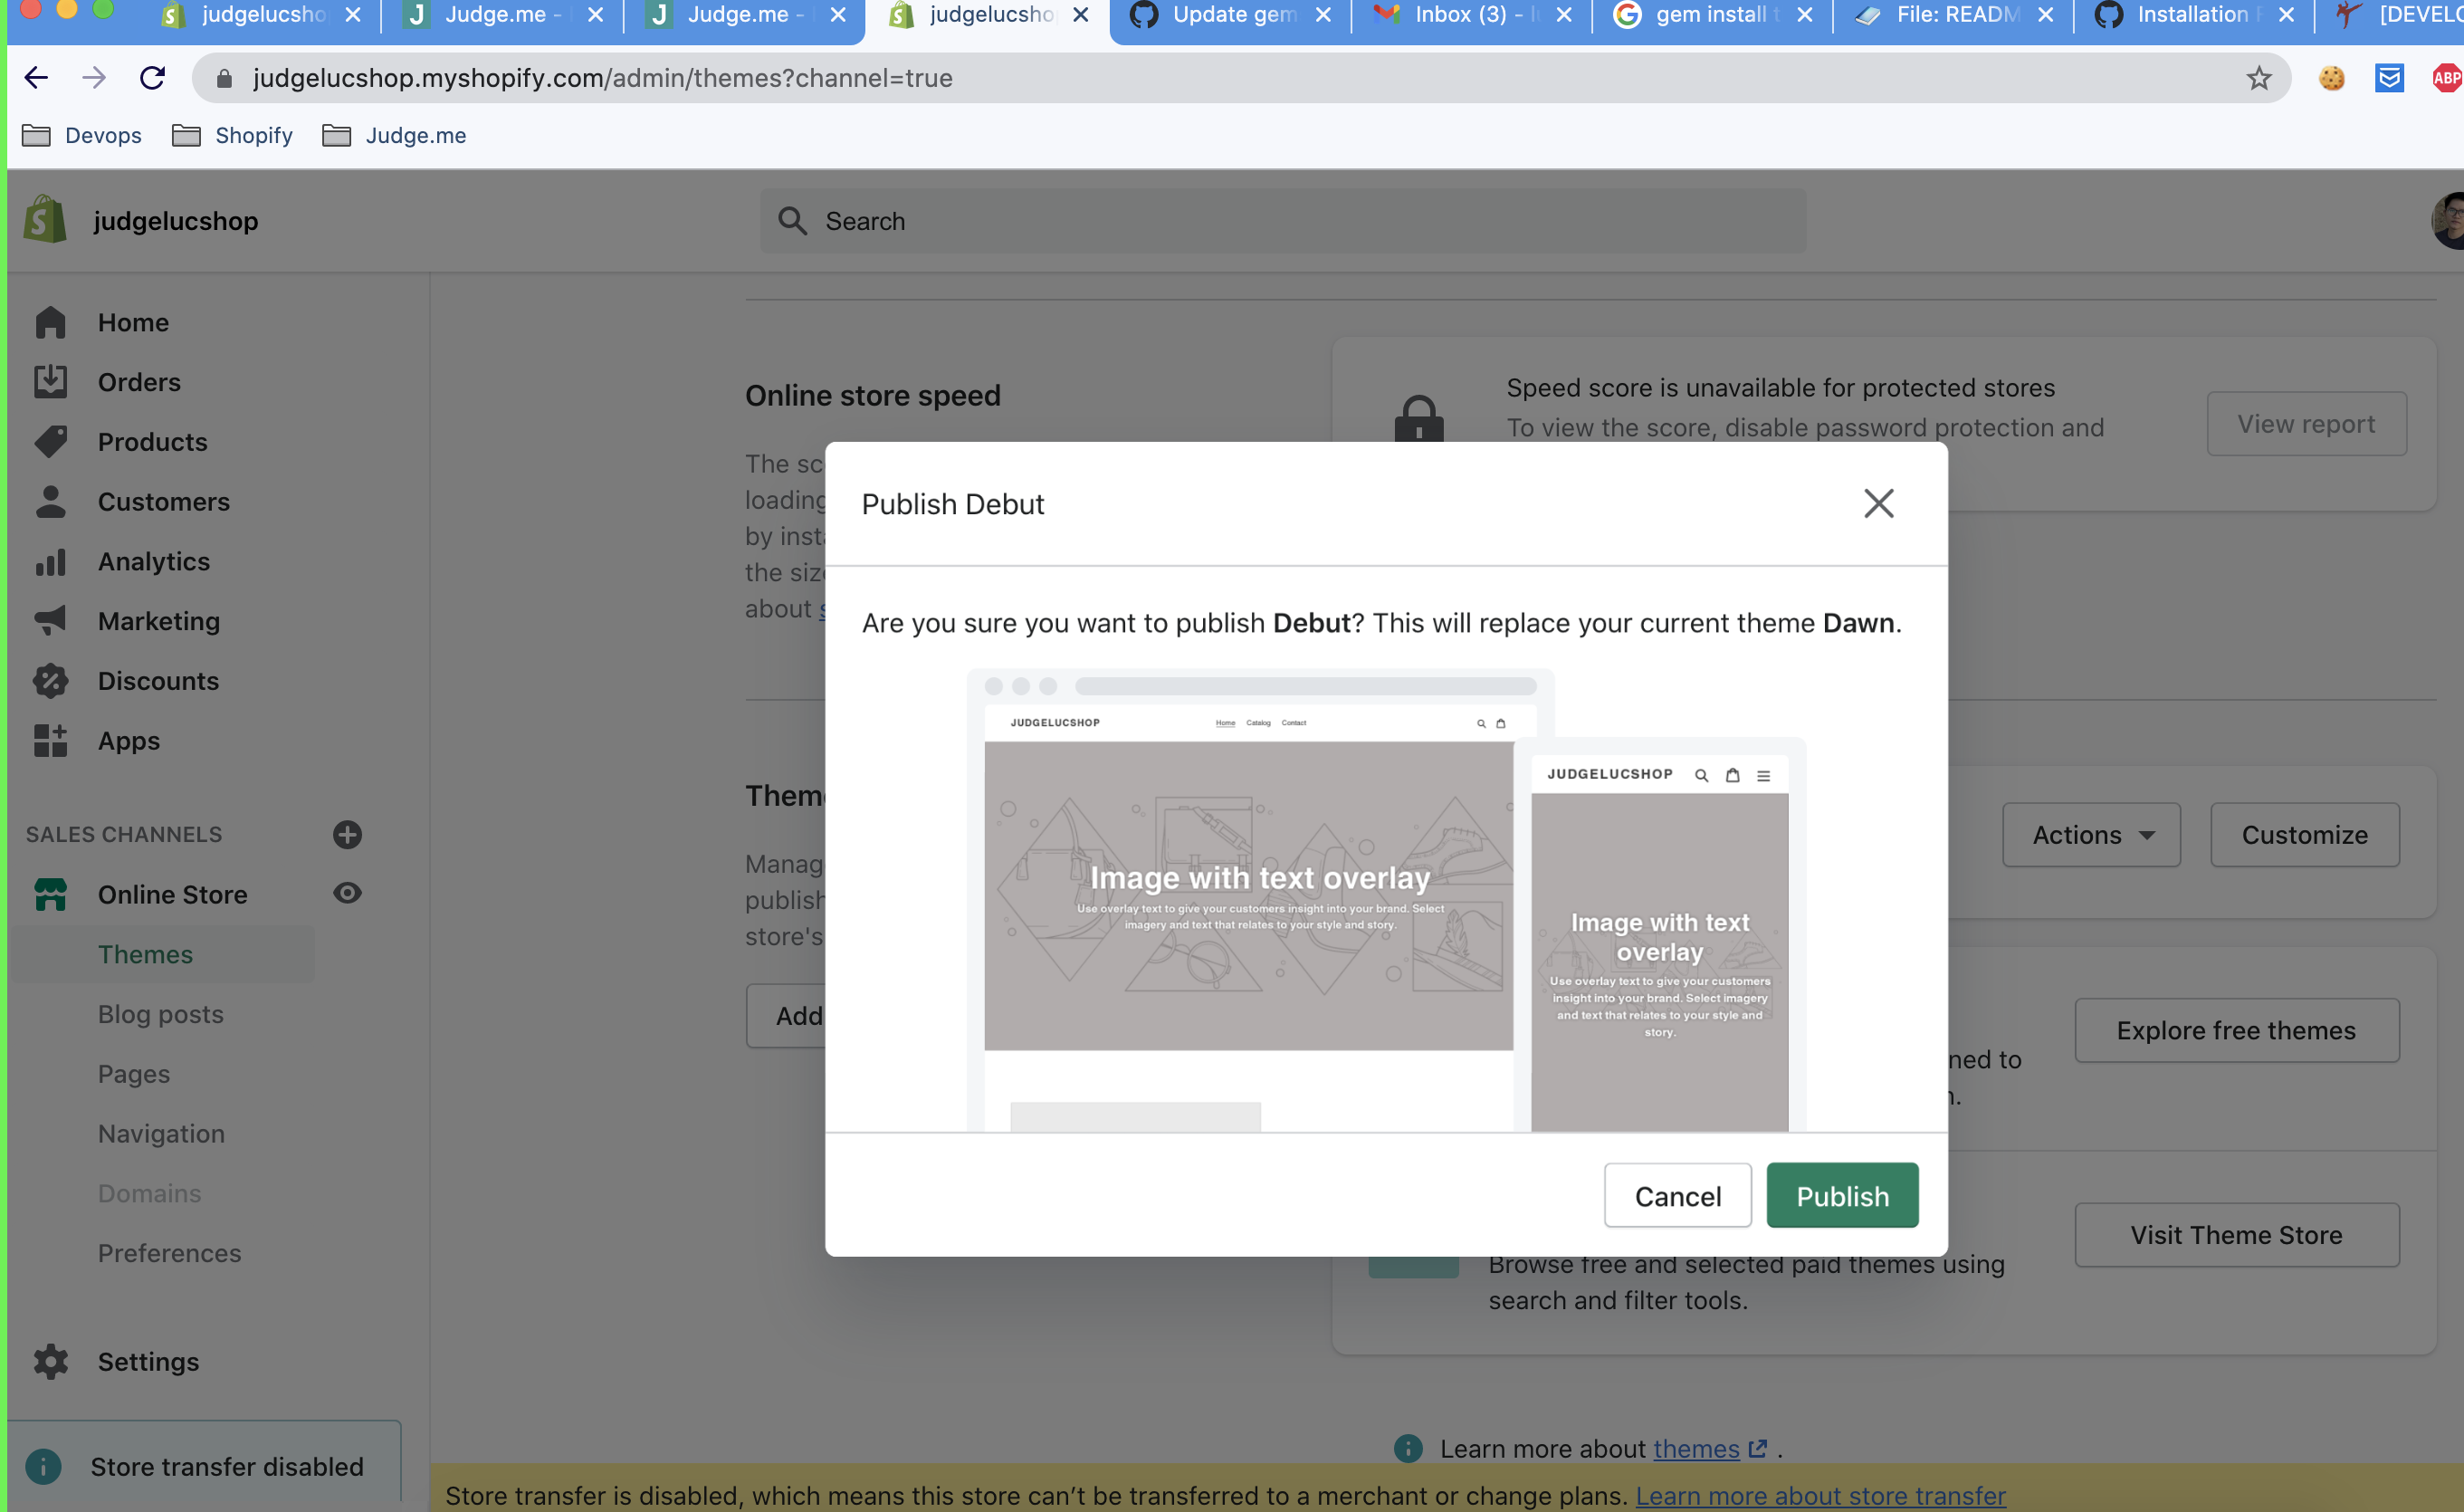 judgelucsho
Judge.me -
Judge.me -
judgelucsho
Update gem
Inbox (3) -
gem install
File: READM
Installation
[DEVELO
judgelucshop.myshopify.com/admin/themes?channel=true
ABP
Devops
Shopify
Judge.me
judgelucshop
Search
Home
Orders
Products
Customers
Analytics
Marketing
Discounts
Apps
SALES CHANNELS
Online Store
Themes
Blog posts
Pages
Navigation
Domains
Preferences
Settings
Store transfer disabled
Online store speed
The sc
loading
by inst
the siz
about
Speed score is unavailable for protected stores
To view the score, disable password protection and
View report
Publish Debut
Are you sure you want to publish Debut? This will replace your current theme Dawn.
JUDGELUCSHOP
Home Catalog Contact
Image with text overlay
Use overlay text to give your customers insight into your brand. Select
imagery and text that relates to your style and story.
JUDGELUCSHOP
Image with text
overlay
Use overlay text to give your customers
insight into your brand. Select imagery
and text that relates to your style and
story.
Cancel
Publish
Them
Manag
publish
store's
Add
Actions
Customize
ned to
Explore free themes
Visit Theme Store
Browse free and selected paid themes using
search and filter tools.
Learn more about themes .
Store transfer is disabled, which means this store can't be transferred to a merchant or change plans. Learn more about store transfer